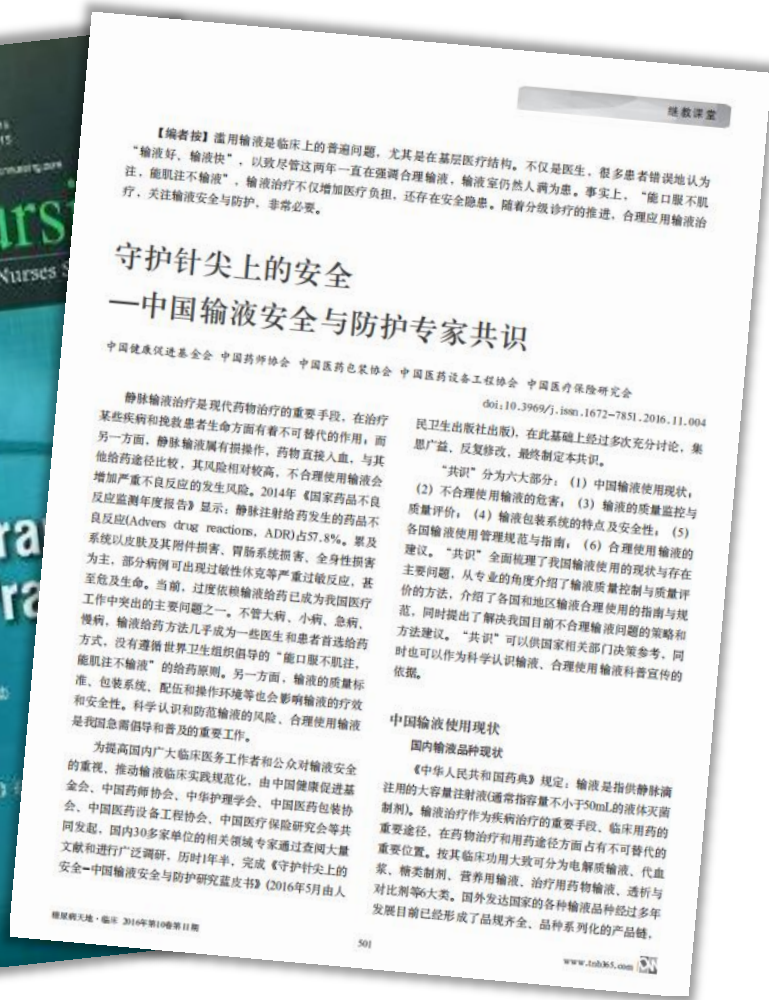 继教课堂
【编者按】滥用输液是临床上的普遍问题，尤其是在基层医疗结构。不仅是医生，很多患者错误地认为
“输液好、输液快”，以致尽管这两年一直在强调合理输液，输液室仍然人满为患。事实上，“能口服不肌
注，能肌注不输液”，输液治疗不仅增加医疗负担，还存在安全隐患。随着分级诊疗的推进，合理应用输液治
疗，关注输液安全与防护，非常必要。
守护针尖上的安全
—中国输液安全与防护专家共识
中国健康促进基金会 中国药师协会 中国医药包装协会 中国医药设备工程协会 中国医疗保险研究会
doi:10.3969/j.issn.1672-7851.2016.11.004
静脉输液治疗是现代药物治疗的重要手段，在治疗
某些疾病和挽救患者生命方面有着不可替代的作用；而
另一方面，静脉输液属有损操作，药物直接入血，与其
他给药途径比较，其风险相对较高，不合理使用输液会
增加严重不良反应的发生风险。2014年《国家药品不良
反应监测年度报告》显示：静脉注射给药发生的药品不
良反应(Advers drug reactions，ADR)占57.8%。累及
系统以皮肤及其附件损害、胃肠系统损害、全身性损害
为主，部分病例可出现过敏性休克等严重过敏反应，甚
至危及生命。当前，过度依赖输液给药已成为我国医疗
工作中突出的主要问题之一。不管大病、小病、急病、
慢病，输液给药方法几乎成为一些医生和患者首选给药
方式，没有遵循世界卫生组织倡导的“能口服不肌注，
能肌注不输液”的给药原则。另一方面，输液的质量标
准、包装系统、配伍和操作环境等也会影响输液的疗效
和安全性。科学认识和防范输液的风险、合理使用输液
是我国急需倡导和普及的重要工作。
为提高国内广大临床医务工作者和公众对输液安全
的重视、推动输液临床实践规范化，由中国健康促进基
金会、中国药师协会、中华护理学会、中国医药包装协
会、中国医药设备工程协会、中国医疗保险研究会等共
同发起，国内30多家单位的相关领域专家通过查阅大量
文献和进行广泛调研，历时1年半，完成《守护针尖上的
安全-中国输液安全与防护研究蓝皮书》(2016年5月由人
民卫生出版社出版)，在此基础上经过多次充分讨论，集
思广益、反复修改，最终制定本共识。
“共识”分为六大部分：(1) 中国输液使用现状；
(2) 不合理使用输液的危害；(3) 输液的质量监控与
质量评价；(4) 输液包装系统的特点及安全性；(5)
各国输液使用管理规范与指南；(6) 合理使用输液的
建议。“共识”全面梳理了我国输液使用的现状与存在
主要问题，从专业的角度介绍了输液质量控制与质量评
价的方法，介绍了各国和地区输液合理使用的指南与规
范，同时提出了解决我国目前不合理输液问题的策略和
方法建议。“共识”可以供国家相关部门决策参考，同
时也可以作为科学认识输液、合理使用输液科普宣传的
依据。
中国输液使用现状
国内输液品种现状
《中华人民共和国药典》规定：输液是指供静脉滴
注用的大容量注射液(通常指容量不小于50mL的液体灭菌
制剂)。输液治疗作为疾病治疗的重要手段、临床用药的
重要途径，在药物治疗和用药途径方面占有不可替代的
重要位置。按其临床功用大致可分为电解质输液、代血
浆、糖类制剂、营养用输液、治疗用药物输液、透析与
对比剂等6大类。国外发达国家的各种输液品种经过多年
发展目前已经形成了品规齐全、品种系列化的产品链，
糖尿病天地·临床 2016年第10卷第11期
501
www.tnbl65.com
ursi
Nurses S
ra
ra